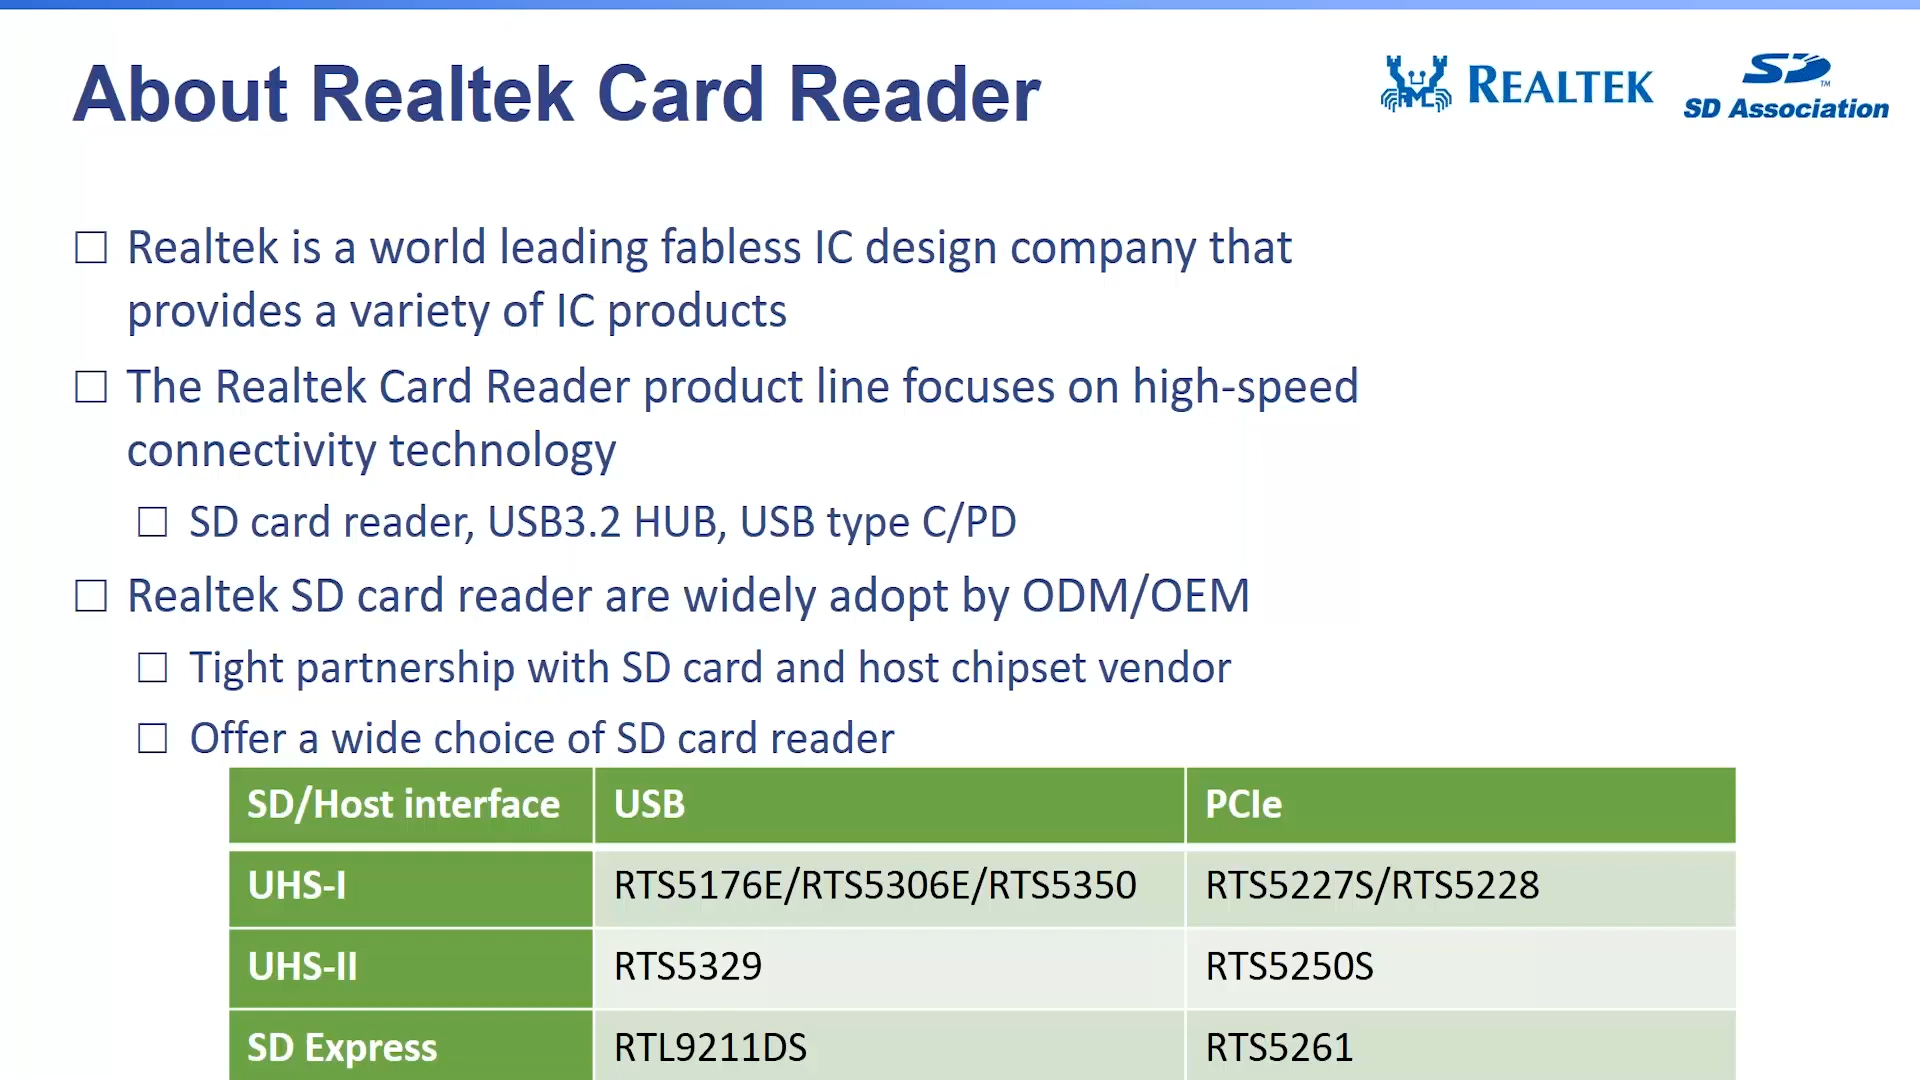 About Realtek Card Reader
REALTEK
SD
TM
SD Association
Realtek is a world leading fabless IC design company that
provides a variety of IC products
The Realtek Card Reader product line focuses on high-speed
connectivity technology
SD card reader, USB3.2 HUB, USB type C/PD
Realtek SD card reader are widely adopt by ODM/OEM
Tight partnership with SD card and host chipset vendor
Offer a wide choice of SD card reader
SD/Host interface USB PCIe
UHS-I RTS5176E/RTS5306E/RTS5350 RTS5227S/RTS5228
UHS-II RTS5329 RTS5250S
SD Express RTL9211DS RTS5261